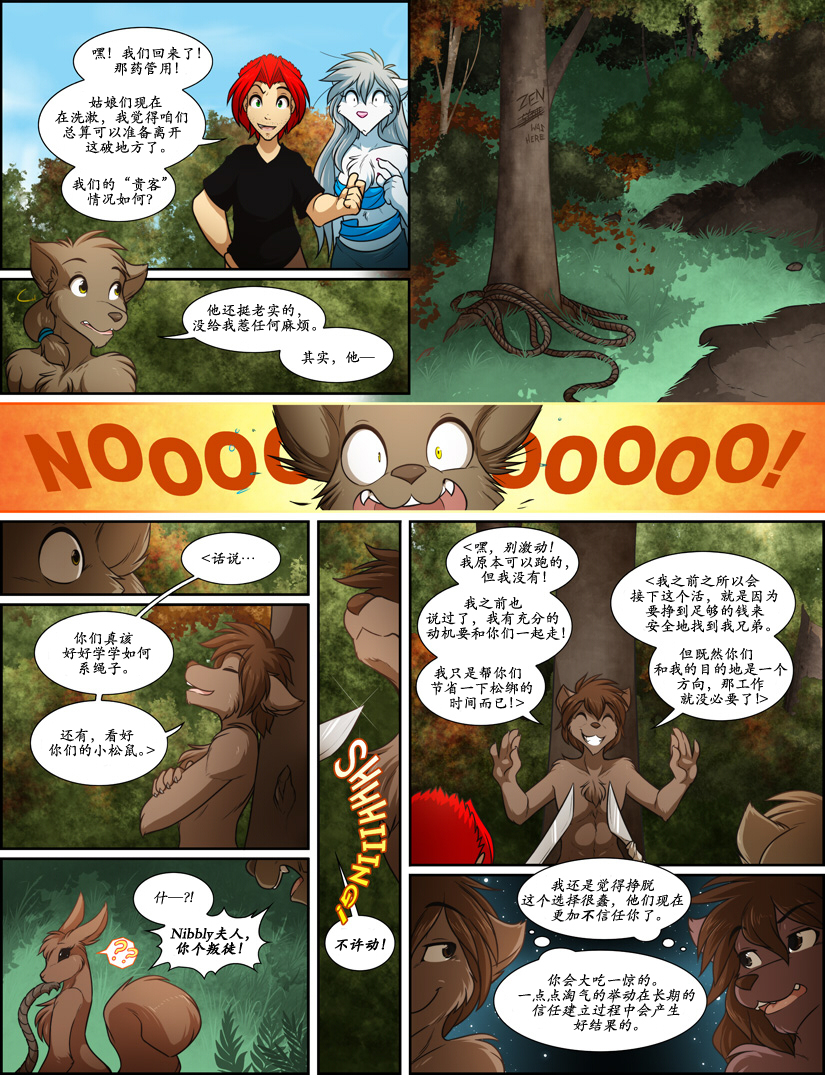 嘿！我们回来了！
那药管用！
姑娘们现在
在洗漱，我觉得咱们
总算可以准备离开
这破地方了。
我们的“贵客”
情况如何？
ZEN
WAS
HERE
他还挺老实的，
没给我惹任何麻烦。
其实，他—
NOOOOOOOOOO!
<话说…
你们真该
好好学学如何
系绳子。
还有，看好
你们的小松鼠。>
什—?!
Nibbly夫人，
你个叛徒！
??
SHHHIIING!
不许动！
<嘿，别激动！
我原本可以跑的，
但我没有！
我之前也
说过了，我有充分的
动机要和你们一起走！
我只是帮你们
节省一下松绑的
时间而已！>
<我之前之所以会
接下这个活，就是因为
要挣到足够的钱来
安全地找到我兄弟。
但既然你们
和我的目的地是一个
方向，那工作
就没必要了！>
我还是觉得挣脱
这个选择很蠢，他们现在
更加不信任你了。
你会大吃一惊的。
一点点淘气的举动在长期的
信任建立过程中会产生
好结果的。